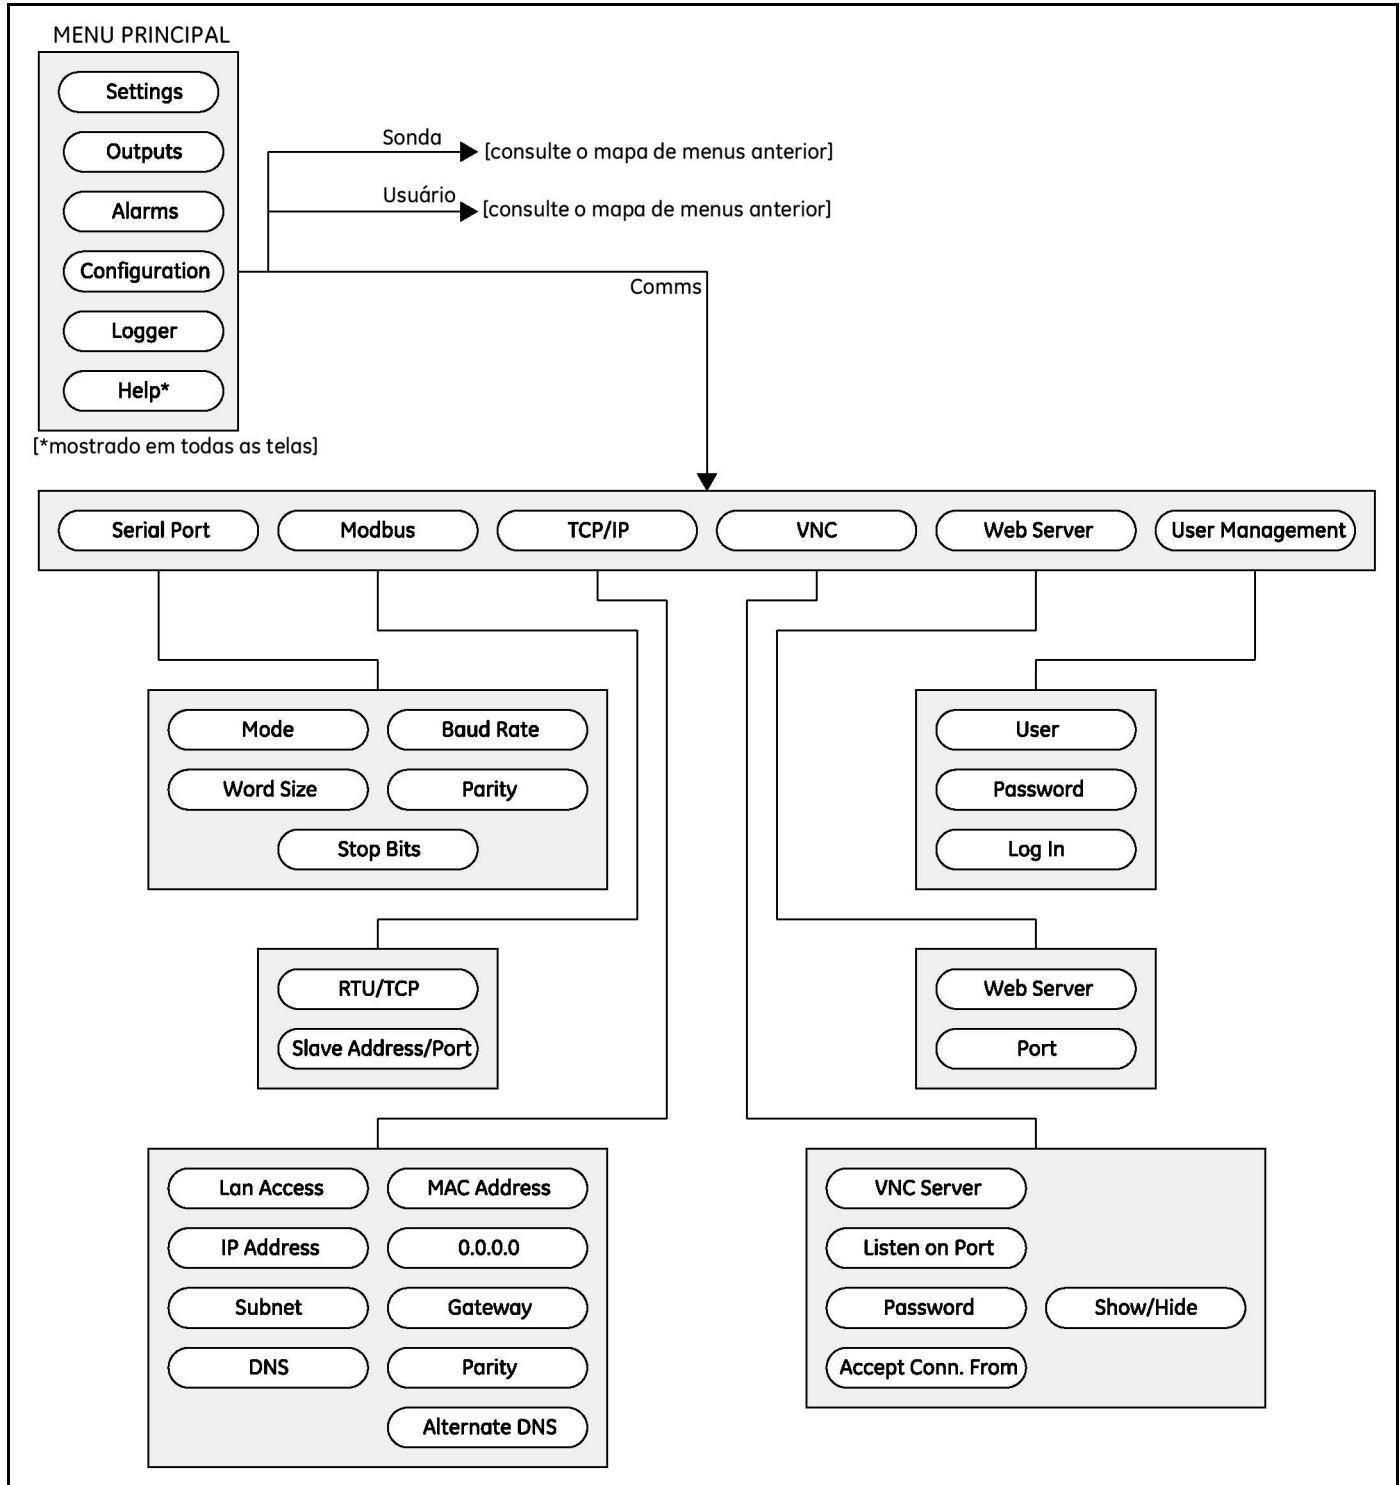 MENU PRINCIPAL
Settings
Outputs
Alarms
Configuration
Logger
Help*
[*mostrado em todas as telas]
Sonda
[consulte o mapa de menus anterior]
Usuário
[consulte o mapa de menus anterior]
Comms
Serial Port
Modbus
TCP/IP
VNC
Web Server
User Management
Mode
Baud Rate
Word Size
Parity
Stop Bits
User
Password
Log In
RTU/TCP
Slave Address/Port
Web Server
Port
Lan Access
MAC Address
IP Address
0.0.0.0
Subnet
Gateway
DNS
Parity
Alternate DNS
VNC Server
Listen on Port
Password
Show/Hide
Accept Conn. From